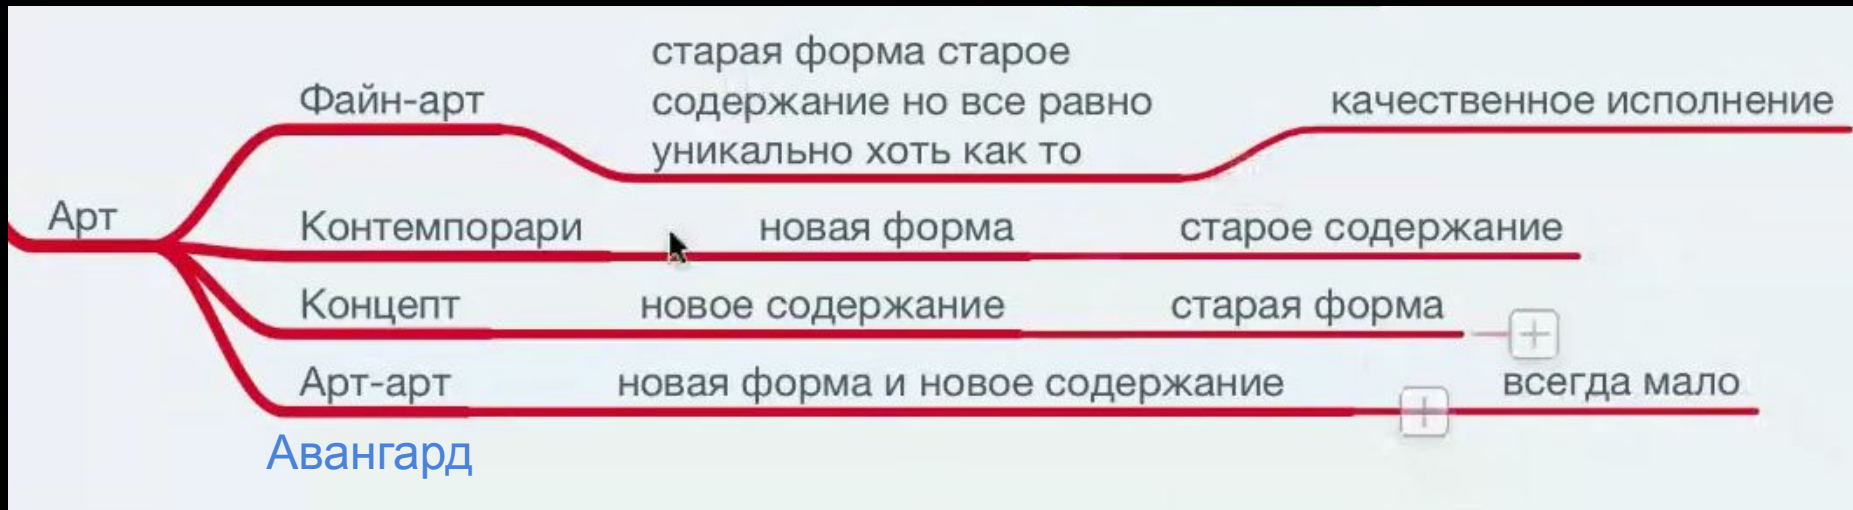 Арт
Файн-арт
старая форма старое
содержание но все равно
уникально хоть как то
качественное исполнение
Контемпорари
новая форма
старое содержание
Концепт
новое содержание
старая форма
Арт-арт
новая форма и новое содержание
всегда мало
Авангард